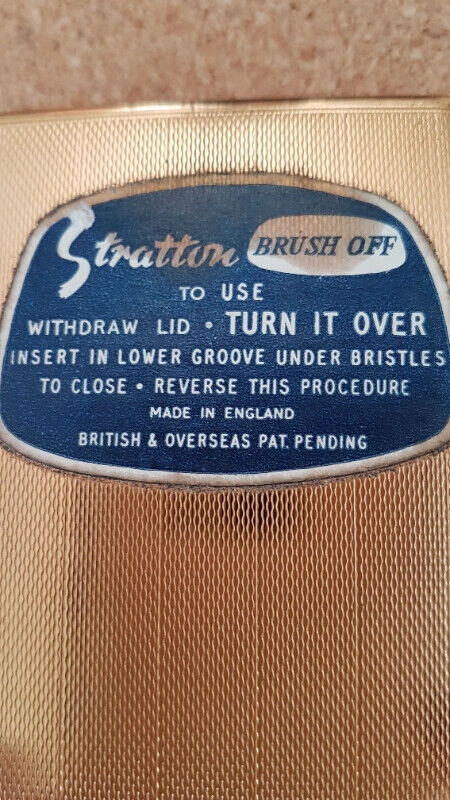 Stratton BRUSH OFF
TO USE
WITHDRAW LID • TURN IT OVER
INSERT IN LOWER GROOVE UNDER BRISTLES
TO CLOSE • REVERSE THIS PROCEDURE
MADE IN ENGLAND
BRITISH & OVERSEAS PAT. PENDING